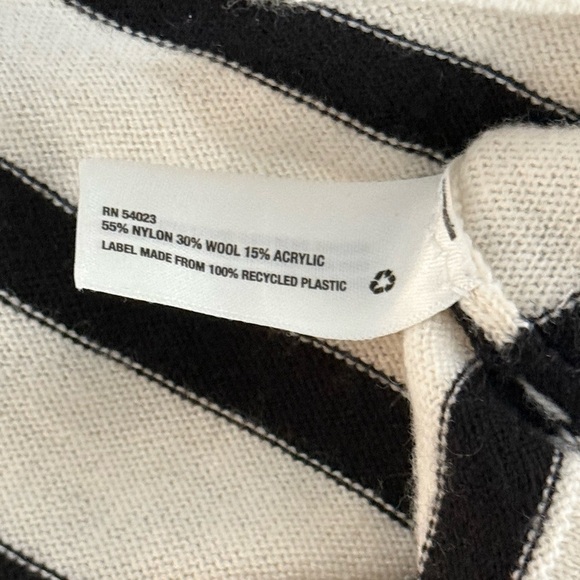 RN 54023
55% NYLON 30% WOOL 15% ACRYLIC
LABEL MADE FROM 100% RECYCLED PLASTIC